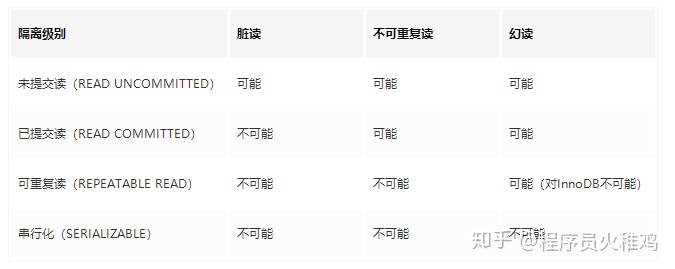 隔离级别 脏读 不可重复读 幻读
未提交读（READ UNCOMMITTED） 可能 可能 可能
已提交读（READ COMMITTED） 不可能 可能 可能
可重复读（REPEATABLE READ） 不可能 不可能 可能（对InnoDB不可能）
串行化（SERIALIZABLE） 不可能 不可能 不可能
知乎 @程序员火稚鸡